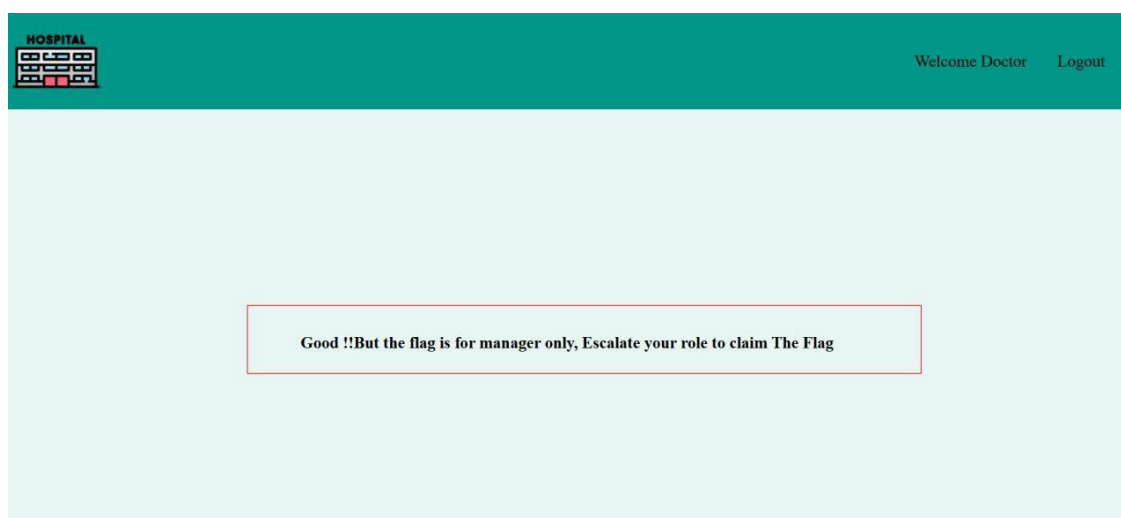 HOSPITAL
Welcome Doctor Logout
Good !!But the flag is for manager only, Escalate your role to claim The Flag